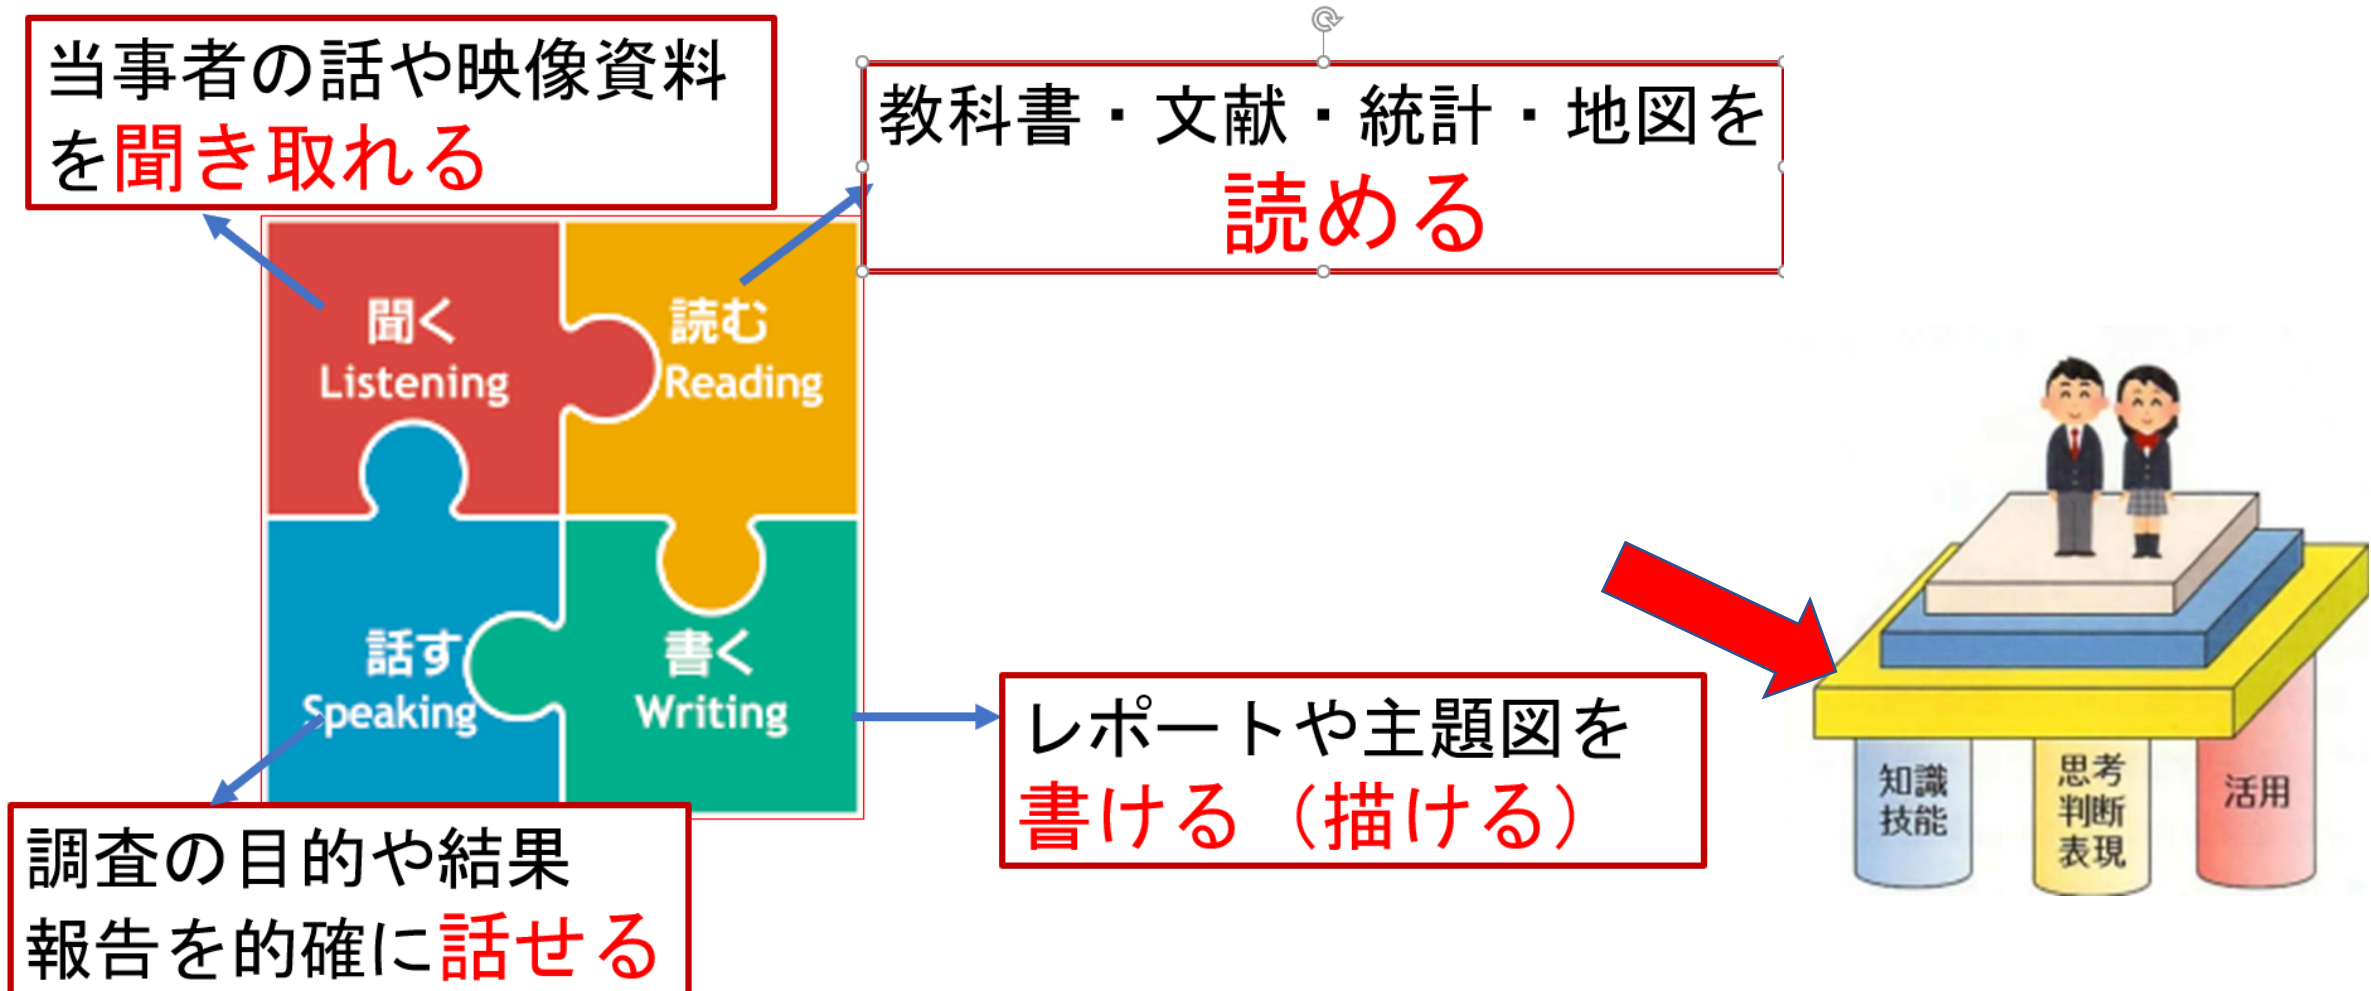 当事者の話や映像資料
を聞き取れる
教科書・文献・統計・地図を
読める
聞く
Listening
読む
Reading
話す
Speaking
書く
Writing
レポートや主題図を
書ける（描ける）
調査の目的や結果
報告を的確に話せる
知識
技能
思考
判断
表現
活用